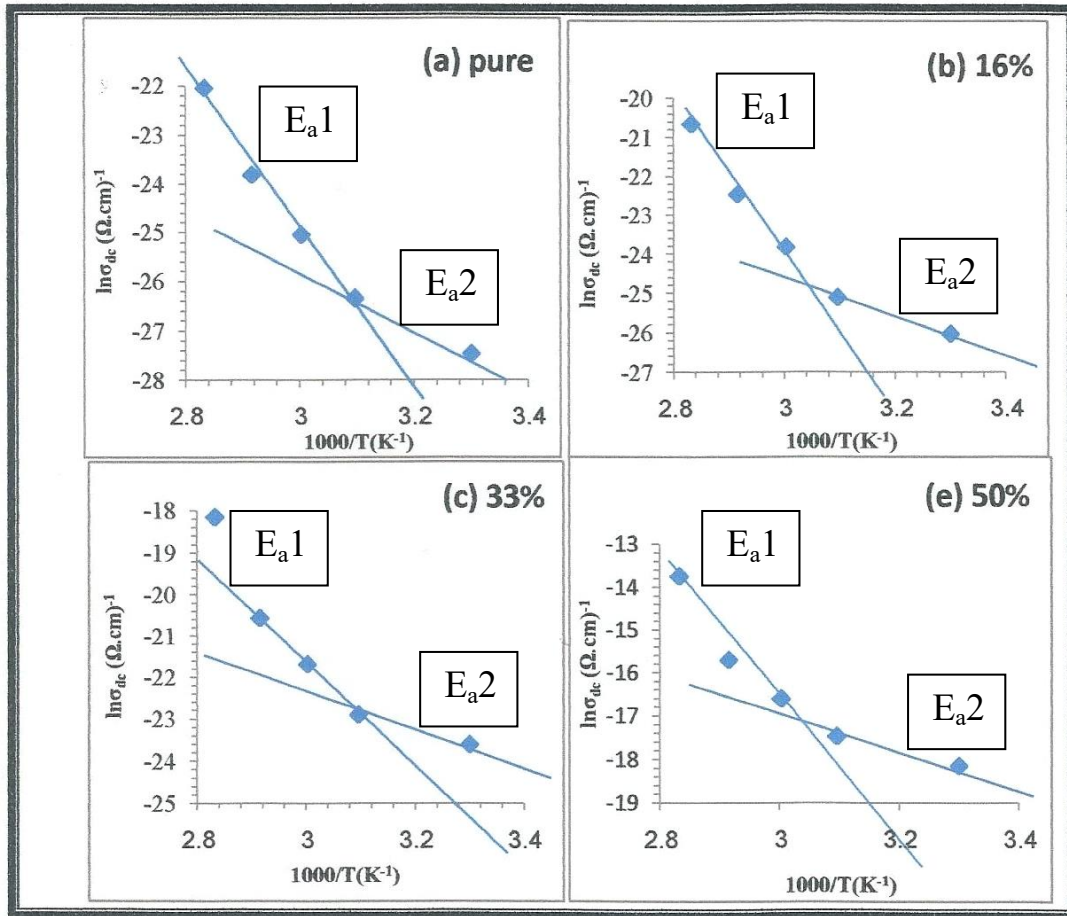 (a) pure
Ea1
Ea2
lnσdc (Ω.cm)-1
-22
-23
-24
-25
-26
-27
-28
2.8 3 3.2 3.4
1000/T(K-1)
(b) 16%
Ea1
Ea2
lnσdc (Ω.cm)-1
-20
-21
-22
-23
-24
-25
-26
-27
2.8 3 3.2 3.4
1000/T(K-1)
(c) 33%
Ea1
Ea2
lnσdc (Ω.cm)-1
-18
-19
-20
-21
-22
-23
-24
-25
2.8 3 3.2 3.4
1000/T(K-1)
(e) 50%
Ea1
Ea2
lnσdc (Ω.cm)-1
-13
-14
-15
-16
-17
-18
-19
2.8 3 3.2 3.4
1000/T(K-1)